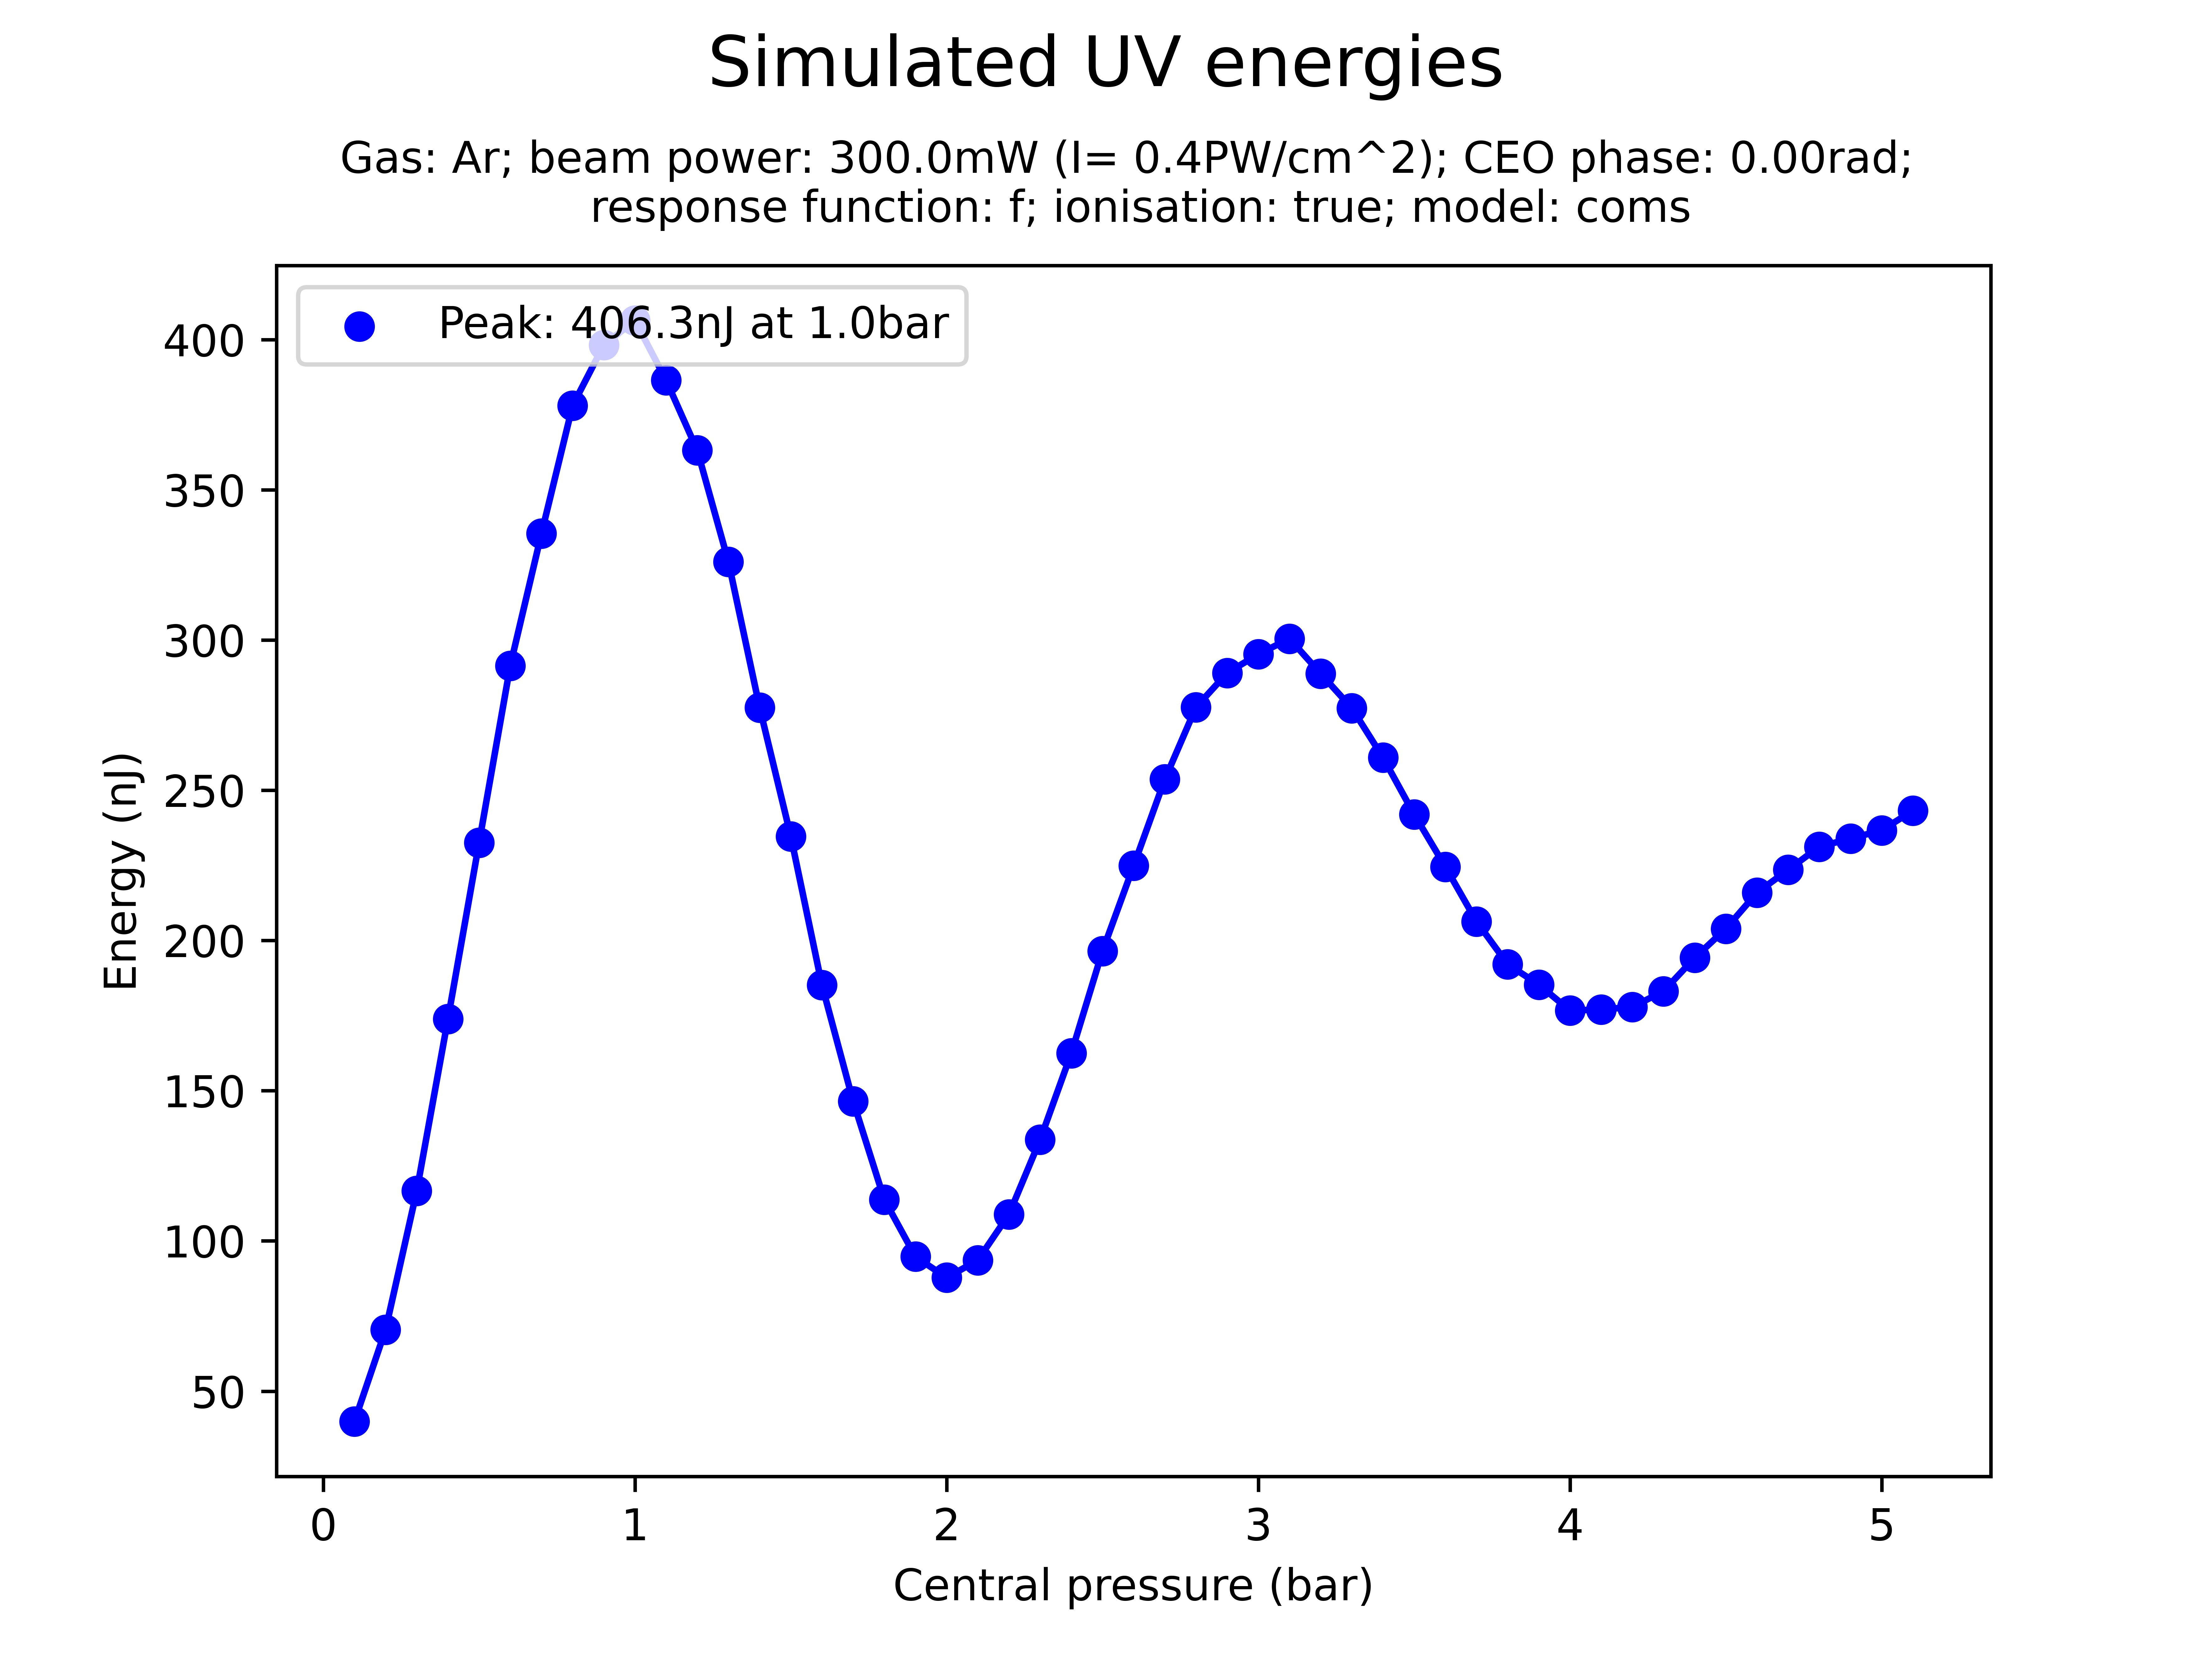 Simulated UV energies
Gas: Ar; beam power: 300.0mW (I= 0.4PW/cm^2); CEO phase: 0.00rad;
response function: f; ionisation: true; model: coms
Peak: 406.3nJ at 1.0bar
400
350
300
250
200
150
100
50
Energy (nJ)
0 1 2 3 4 5
Central pressure (bar)